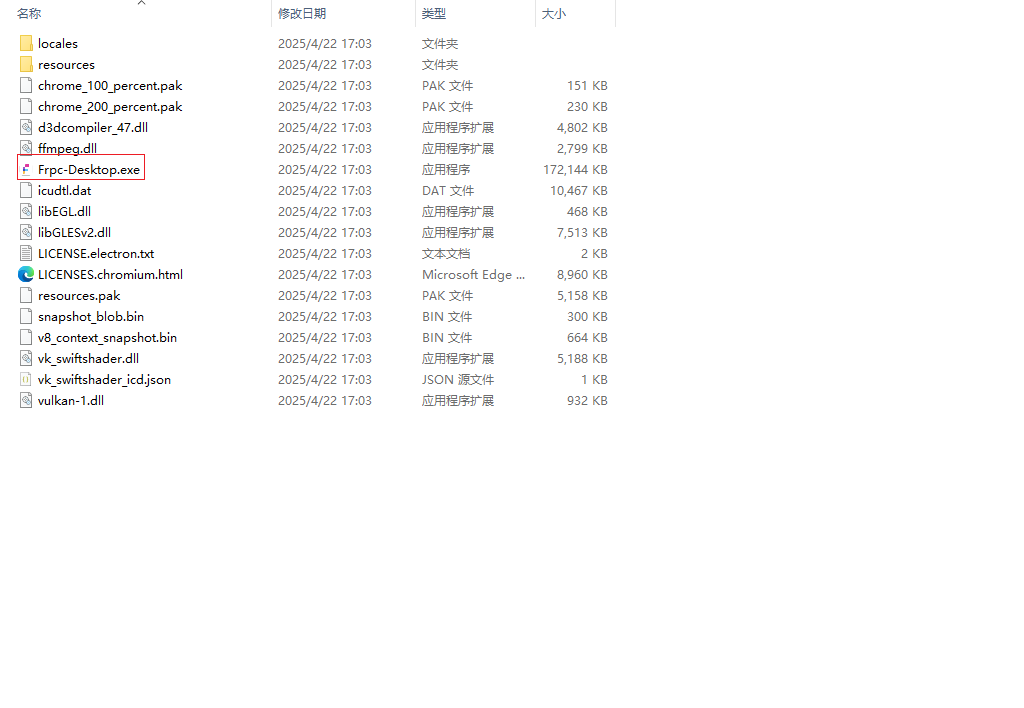 名称 修改日期 类型 大小
locales 2025/4/22 17:03 文件夹
resources 2025/4/22 17:03 文件夹
chrome_100_percent.pak 2025/4/22 17:03 PAK 文件 151 KB
chrome_200_percent.pak 2025/4/22 17:03 PAK 文件 230 KB
d3dcompiler_47.dll 2025/4/22 17:03 应用程序扩展 4,802 KB
ffmpeg.dll 2025/4/22 17:03 应用程序扩展 2,799 KB
Frpc-Desktop.exe 2025/4/22 17:03 应用程序 172,144 KB
icudtl.dat 2025/4/22 17:03 DAT 文件 10,467 KB
libEGL.dll 2025/4/22 17:03 应用程序扩展 468 KB
libGLESv2.dll 2025/4/22 17:03 应用程序扩展 7,513 KB
LICENSE.electron.txt 2025/4/22 17:03 文本文档 2 KB
LICENSES.chromium.html 2025/4/22 17:03 Microsoft Edge ... 8,960 KB
resources.pak 2025/4/22 17:03 PAK 文件 5,158 KB
snapshot_blob.bin 2025/4/22 17:03 BIN 文件 300 KB
v8_context_snapshot.bin 2025/4/22 17:03 BIN 文件 664 KB
vk_swiftshader.dll 2025/4/22 17:03 应用程序扩展 5,188 KB
vk_swiftshader_icd.json 2025/4/22 17:03 JSON 源文件 1 KB
vulkan-1.dll 2025/4/22 17:03 应用程序扩展 932 KB